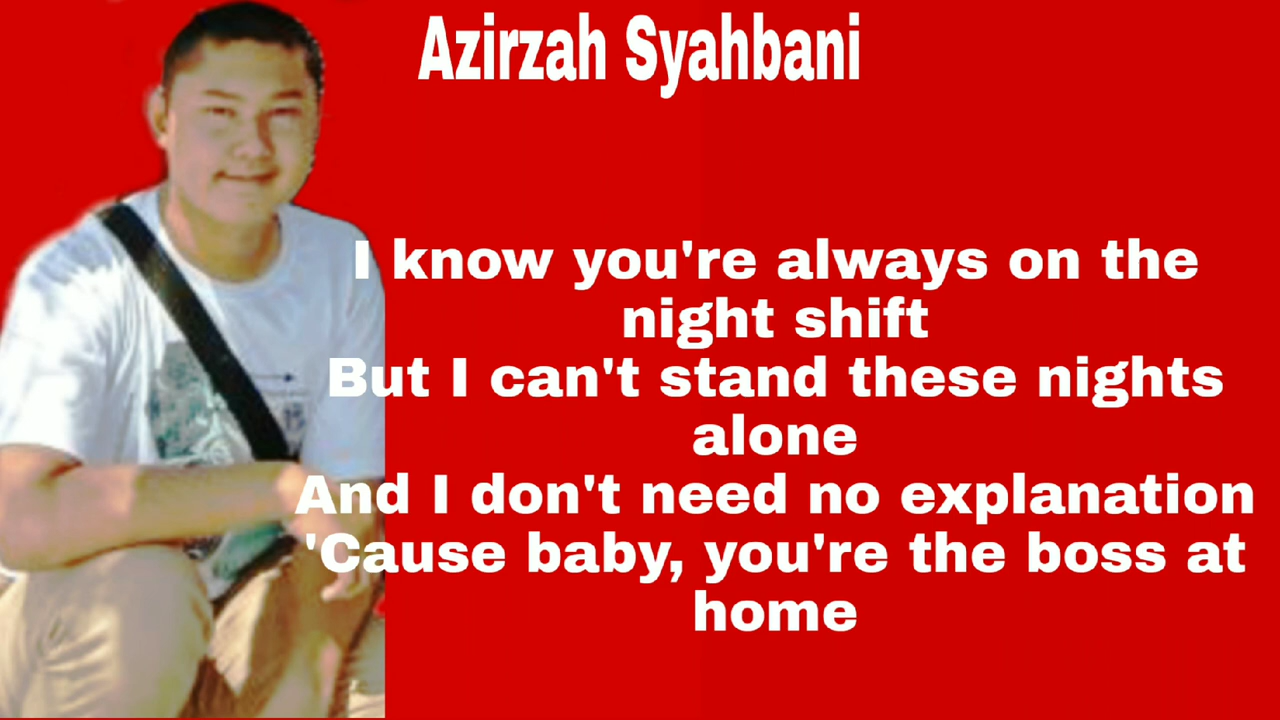 Azirzah Syahbani
I know you're always on the
night shift
But I can't stand these nights
alone
And I don't need no explanation
'Cause baby, you're the boss at
home